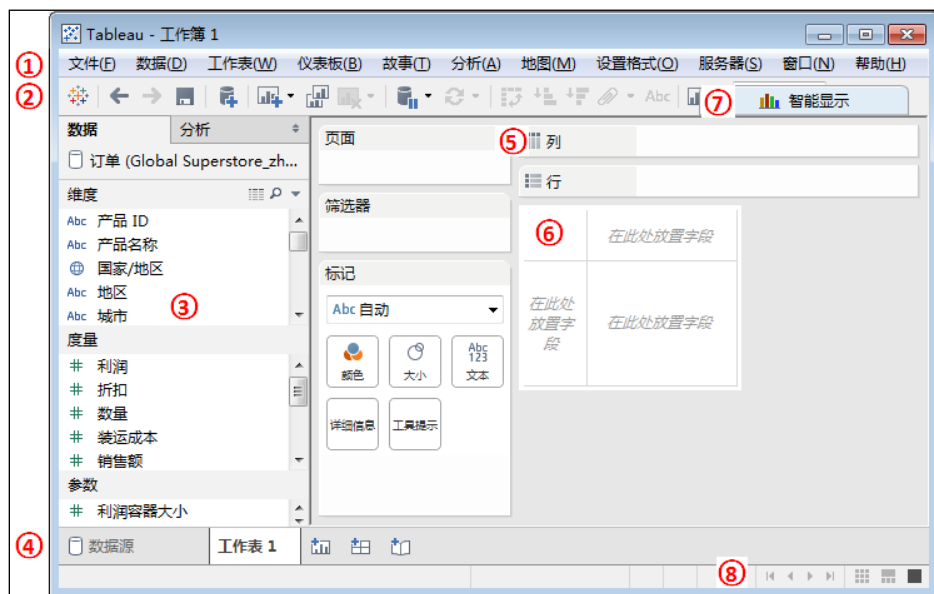 Tableau - 工作簿 1
① 文件(F) 数据(D) 工作表(W) 仪表板(B) 故事(T) 分析(A) 地图(M) 设置格式(O) 服务器(S) 窗口(N) 帮助(H)
② Abc ⑦ 智能显示
数据 分析
订单 (Global Superstore_zh...
维度
Abc 产品 ID
Abc 产品名称
国家/地区
Abc 地区
③
Abc 城市
度量
# 利润
# 折扣
# 数量
# 装运成本
# 销售额
参数
# 利润容器大小
页面
筛选器
标记
Abc 自动
颜色
大小
Abc
123
文本
详细信息
工具提示
⑤ 列
行
⑥
在此处放置字段
在此处
放置字
段
在此处放置字段
④ 数据源 工作表 1
⑧